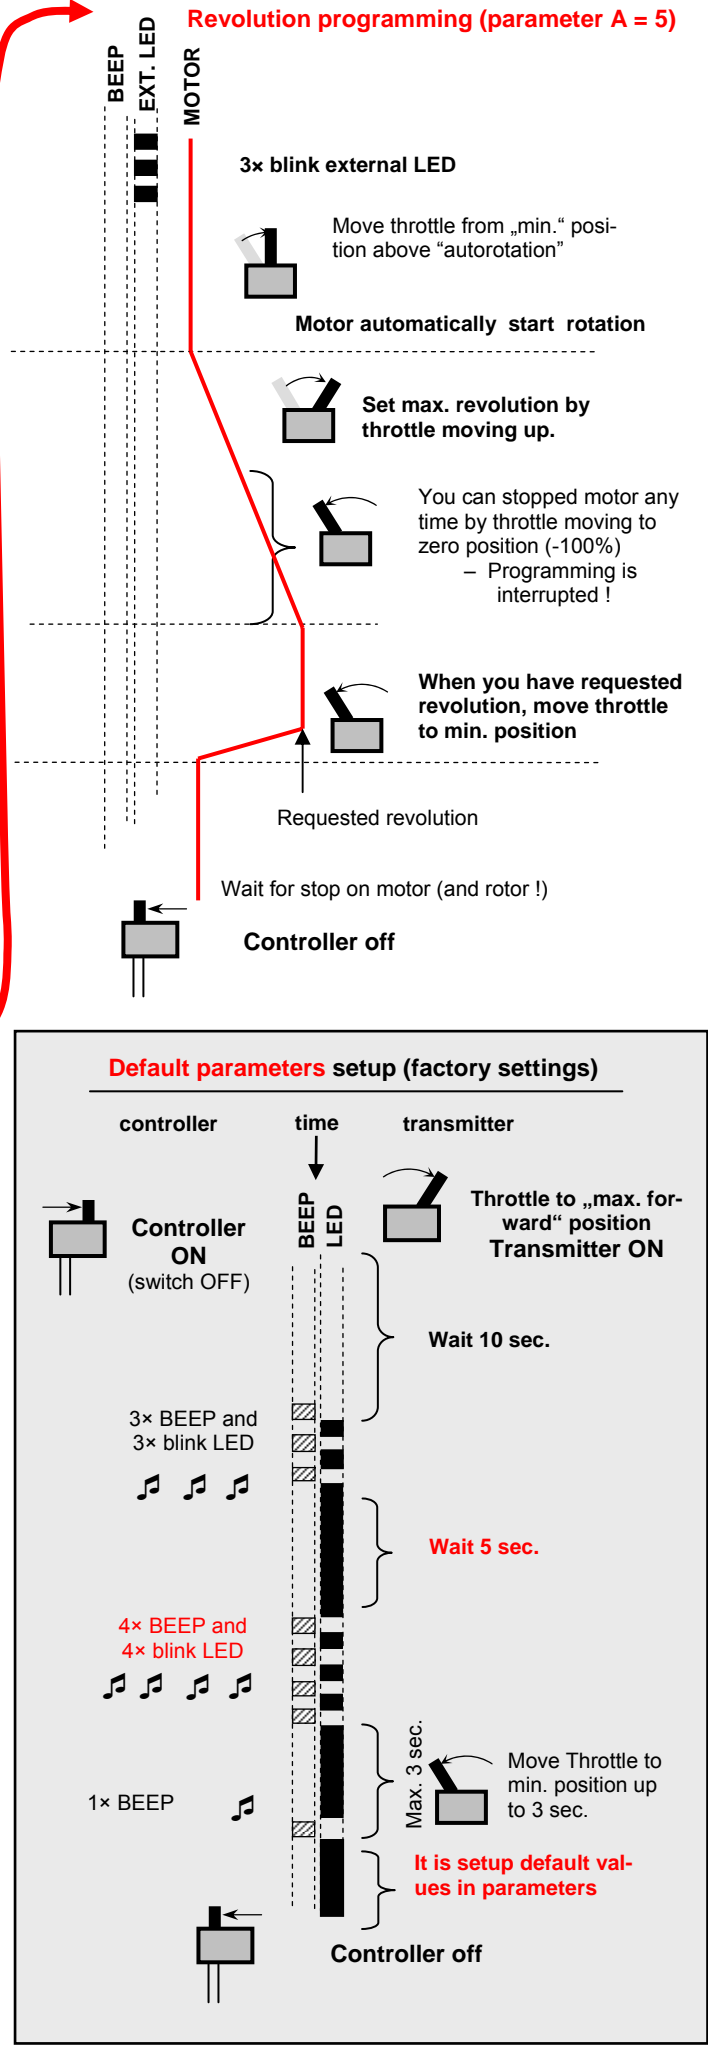 Revolution programming (parameter A = 5)
BEEP
EXT. LED
MOTOR
3× blink external LED
Move throttle from „min.“ posi-
tion above “autorotation”
Motor automatically start rotation
Set max. revolution by
throttle moving up.
You can stopped motor any
time by throttle moving to
zero position (-100%)
– Programming is
interrupted !
When you have requested
revolution, move throttle
to min. position
Requested revolution
Wait for stop on motor (and rotor !)
Controller off
Default parameters setup (factory settings)
controller time transmitter
BEEP
LED
Controller
ON
(switch OFF)
Throttle to „max. for-
ward“ position
Transmitter ON
Wait 10 sec.
3× BEEP and
3× blink LED
Wait 5 sec.
4× BEEP and
4× blink LED
Max. 3 sec.
Move Throttle to
min. position up
to 3 sec.
1× BEEP
It is setup default val-
ues in parameters
Controller off